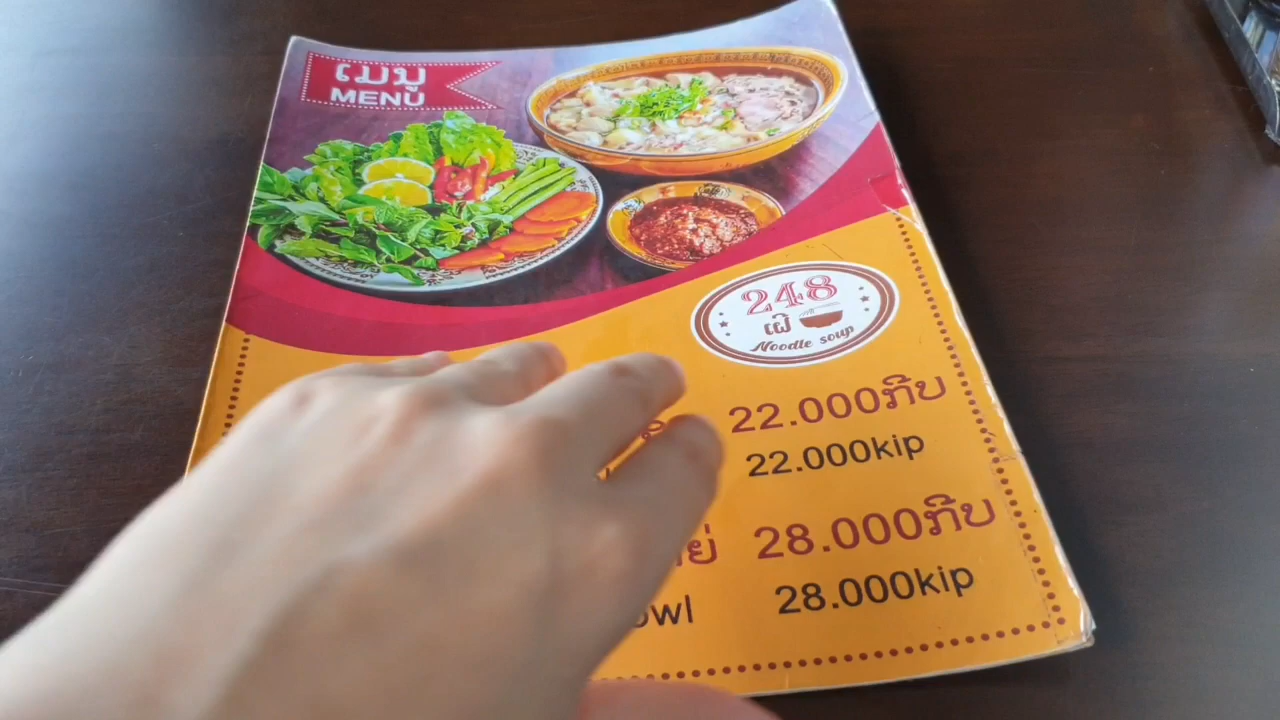 ເມນູ
MENU
248
ເຝີ
Noodle soup
22.000ກີບ
22.000kip
28.000ກີບ
28.000kip